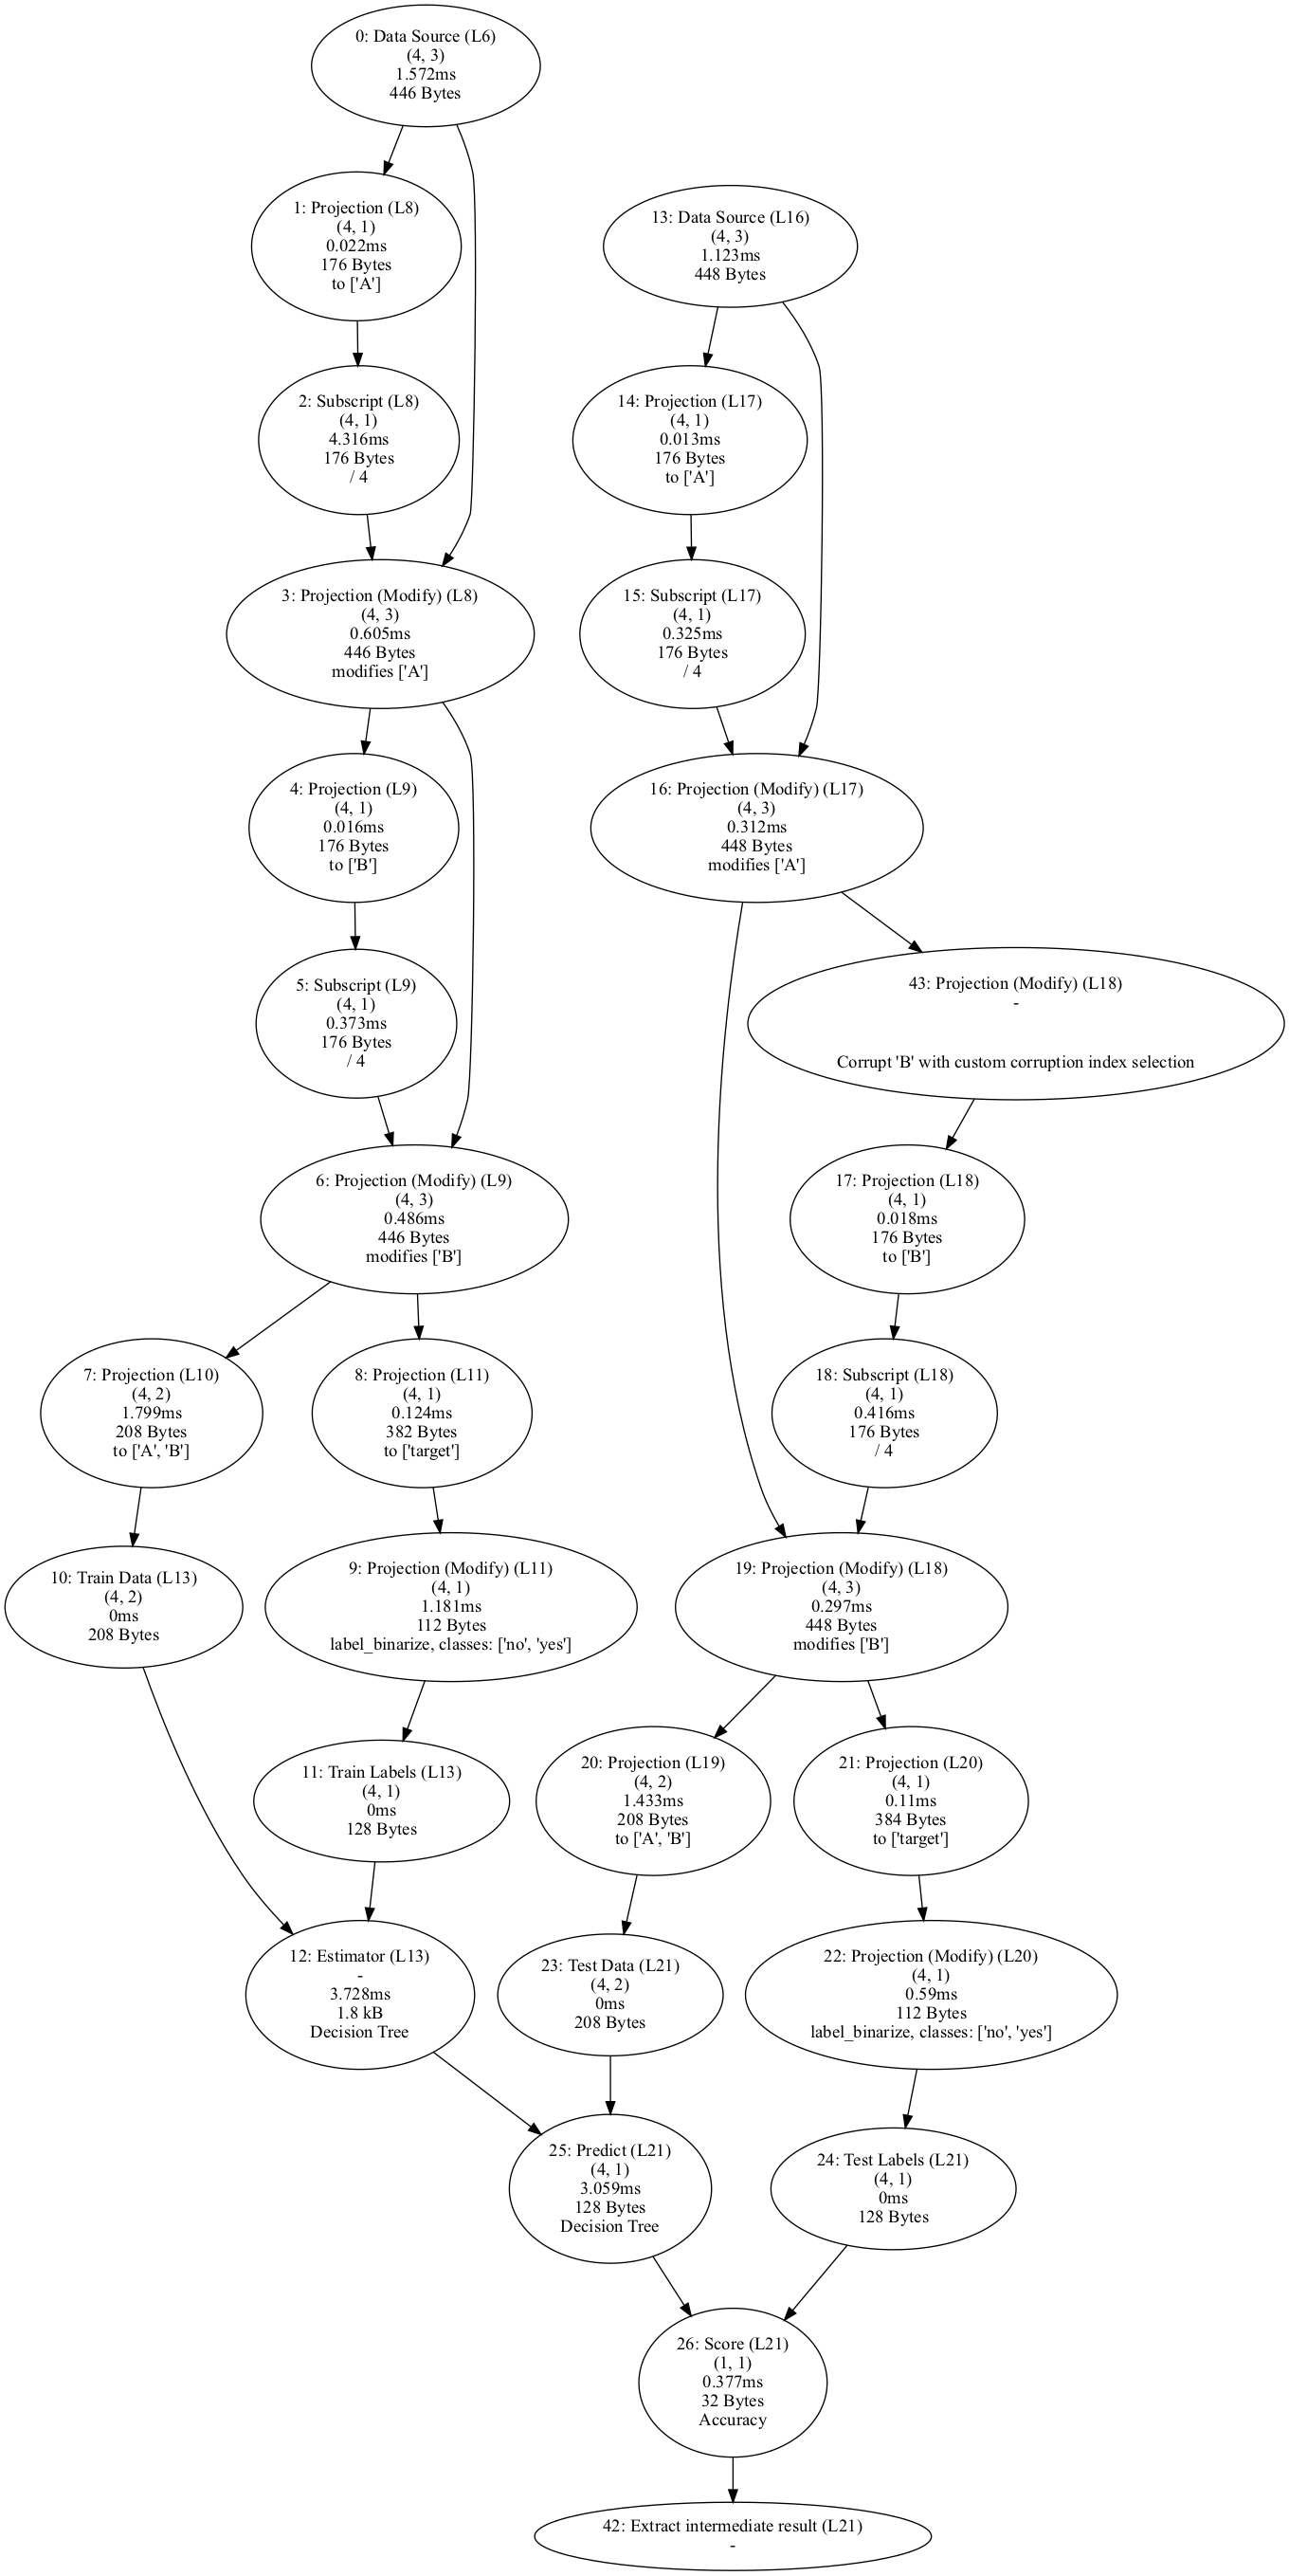 0: Data Source (L6)
(4, 3)
1.572ms
446 Bytes
1: Projection (L8)
(4, 1)
0.022ms
176 Bytes
to ['A']
13: Data Source (L16)
(4, 3)
1.123ms
448 Bytes
2: Subscript (L8)
(4, 1)
4.316ms
176 Bytes
/ 4
14: Projection (L17)
(4, 1)
0.013ms
176 Bytes
to ['A']
3: Projection (Modify) (L8)
(4, 3)
0.605ms
446 Bytes
modifies ['A']
15: Subscript (L17)
(4, 1)
0.325ms
176 Bytes
/ 4
4: Projection (L9)
(4, 1)
0.016ms
176 Bytes
to ['B']
16: Projection (Modify) (L17)
(4, 3)
0.312ms
448 Bytes
modifies ['A']
5: Subscript (L9)
(4, 1)
0.373ms
176 Bytes
/ 4
43: Projection (Modify) (L18)
-
Corrupt 'B' with custom corruption index selection
6: Projection (Modify) (L9)
(4, 3)
0.486ms
446 Bytes
modifies ['B']
17: Projection (L18)
(4, 1)
0.018ms
176 Bytes
to ['B']
7: Projection (L10)
(4, 2)
1.799ms
208 Bytes
to ['A', 'B']
8: Projection (L11)
(4, 1)
0.124ms
382 Bytes
to ['target']
18: Subscript (L18)
(4, 1)
0.416ms
176 Bytes
/ 4
10: Train Data (L13)
(4, 2)
0ms
208 Bytes
9: Projection (Modify) (L11)
(4, 1)
1.181ms
112 Bytes
label_binarize, classes: ['no', 'yes']
19: Projection (Modify) (L18)
(4, 3)
0.297ms
448 Bytes
modifies ['B']
11: Train Labels (L13)
(4, 1)
0ms
128 Bytes
20: Projection (L19)
(4, 2)
1.433ms
208 Bytes
to ['A', 'B']
21: Projection (L20)
(4, 1)
0.11ms
384 Bytes
to ['target']
12: Estimator (L13)
-
3.728ms
1.8 kB
Decision Tree
23: Test Data (L21)
(4, 2)
0ms
208 Bytes
22: Projection (Modify) (L20)
(4, 1)
0.59ms
112 Bytes
label_binarize, classes: ['no', 'yes']
25: Predict (L21)
(4, 1)
3.059ms
128 Bytes
Decision Tree
24: Test Labels (L21)
(4, 1)
0ms
128 Bytes
26: Score (L21)
(1, 1)
0.377ms
32 Bytes
Accuracy
42: Extract intermediate result (L21)
-